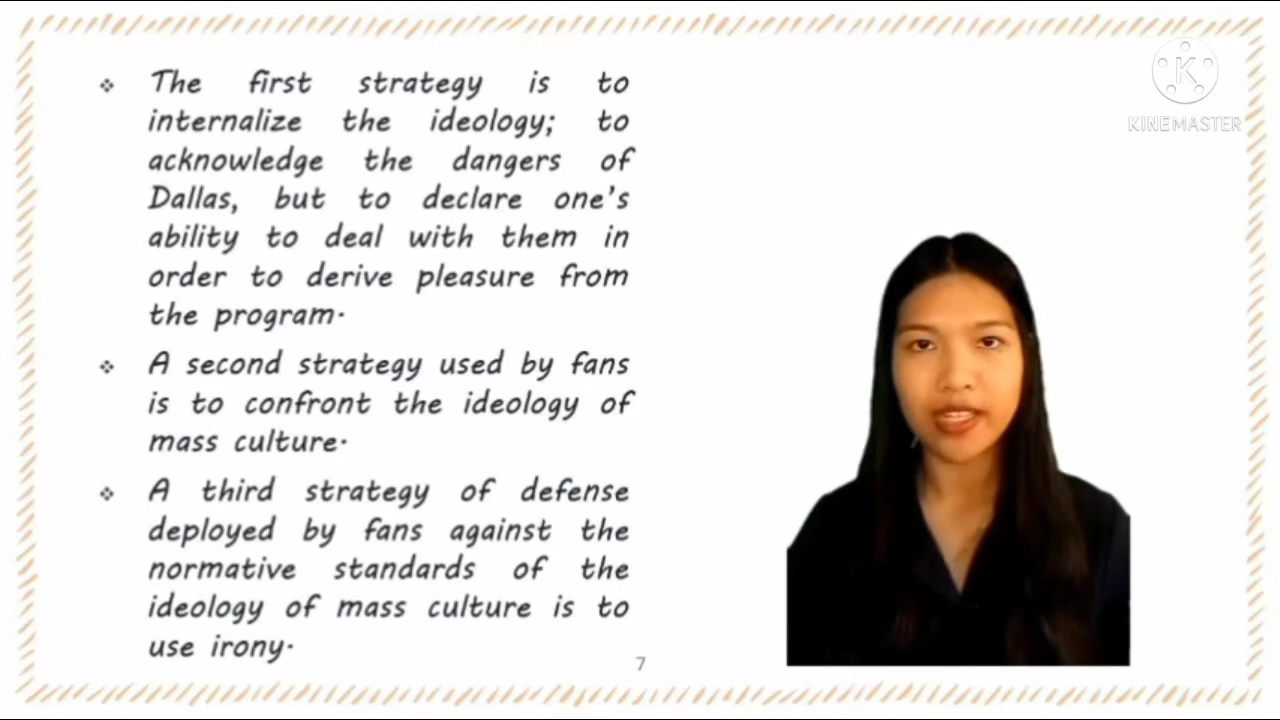 The first strategy is to
internalize the ideology; to
acknowledge the dangers of
Dallas, but to declare one's
ability to deal with them in
order to derive pleasure from
the program.
A second strategy used by fans
is to confront the ideology of
mass culture.
A third strategy of defense
deployed by fans against the
normative standards of the
ideology of mass culture is to
use irony.
7
K
KINEMASTER